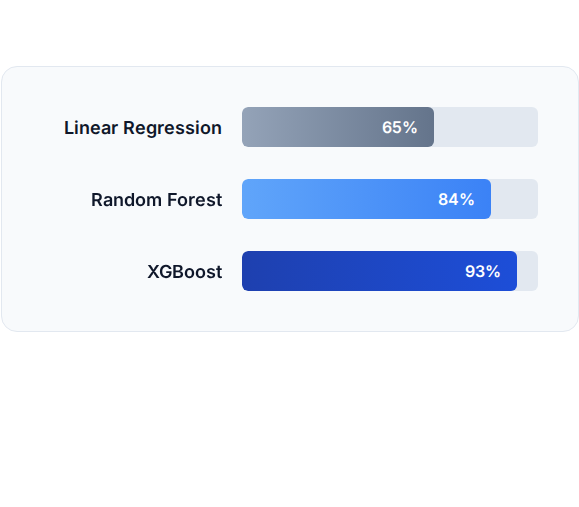 Linear Regression 65%
Random Forest 84%
XGBoost 93%